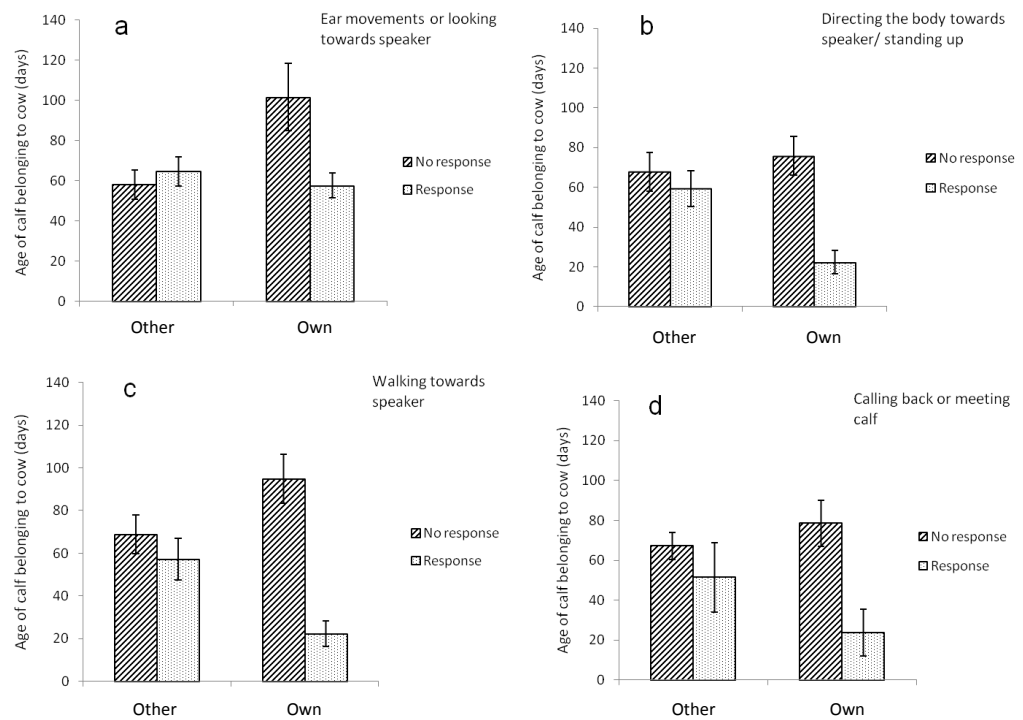 a
Ear movements or looking
towards speaker
Age of calf belonging to cow (days)
140
120
100
80
60
40
20
0
Other
Own
No response
Response
b
Directing the body towards
speaker/ standing up
Age of calf belonging to cow (days)
140
120
100
80
60
40
20
0
Other
Own
No response
Response
c
Walking towards
speaker
Age of calf belonging to cow (days)
140
120
100
80
60
40
20
0
Other
Own
No response
Response
d
Calling back or meeting
calf
Age of calf belonging to cow (days)
140
120
100
80
60
40
20
0
Other
Own
No response
Response